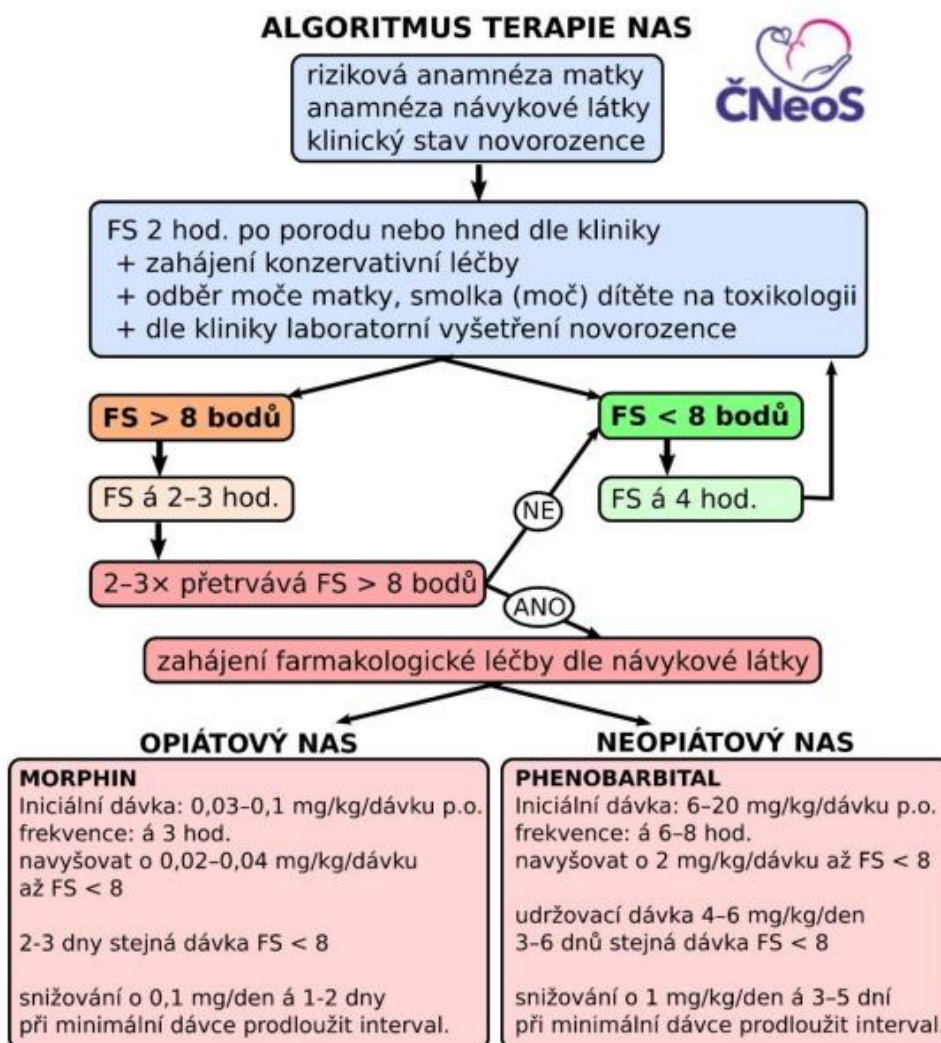 ALGORITMUS TERAPIE NAS
ČNeoS
riziková anamnéza matky
anamnéza návykové látky
klinický stav novorozence
FS 2 hod. po porodu nebo hned dle kliniky
+ zahájení konzervativní léčby
+ odběr moče matky, smolka (moč) dítěte na toxikologii
+ dle kliniky laboratorní vyšetření novorozence
FS > 8 bodů
FS < 8 bodů
FS á 2–3 hod.
FS á 4 hod.
NE
2–3× přetrvává FS > 8 bodů
ANO
zahájení farmakologické léčby dle návykové látky
OPIÁTOVÝ NAS
MORPHIN
Iniciální dávka: 0,03–0,1 mg/kg/dávku p.o.
frekvence: á 3 hod.
navyšovat o 0,02–0,04 mg/kg/dávku
až FS < 8
2-3 dny stejná dávka FS < 8
snižování o 0,1 mg/den á 1-2 dny
při minimální dávce prodloužit interval.
NEOPIÁTOVÝ NAS
PHENOBARBITAL
Iniciální dávka: 6–20 mg/kg/dávku p.o.
frekvence: á 6–8 hod.
navyšovat o 2 mg/kg/dávku až FS < 8
udržovací dávka 4–6 mg/kg/den
3–6 dnů stejná dávka FS < 8
snižování o 1 mg/kg/den á 3–5 dní
při minimální dávce prodloužit interval.